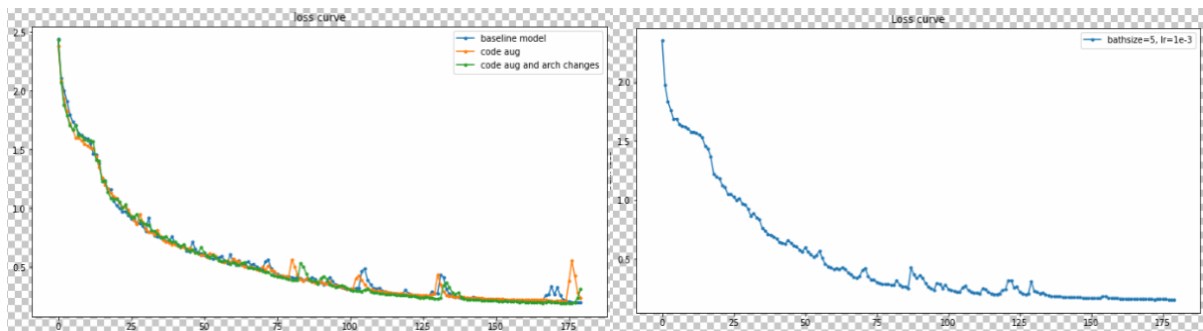 loss curve
baseline model
code aug
code aug and arch changes
2.5
2.0
1.5
1.0
0.5
0 25 50 75 100 125 150 175
Loss curve
bathsize=5, lr=1e-3
2.0
1.5
1.0
0.5
0 25 50 75 100 125 150 175